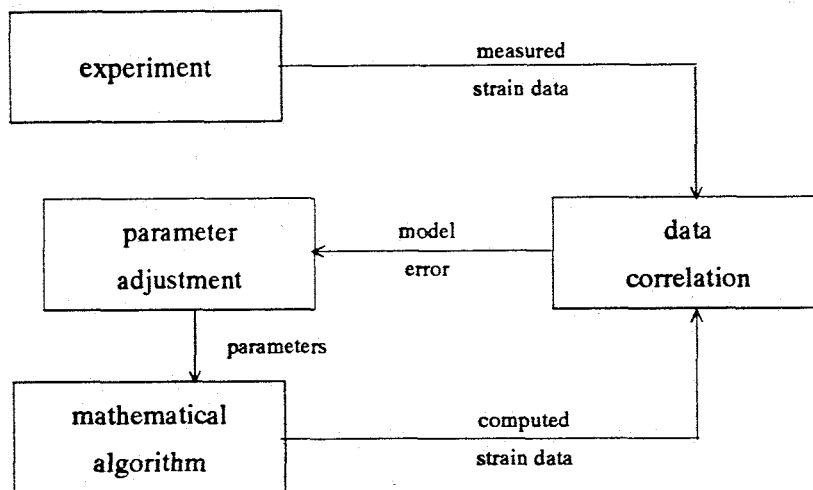 experiment
measured
strain data
parameter
adjustment
model
error
data
correlation
parameters
mathematical
algorithm
computed
strain data